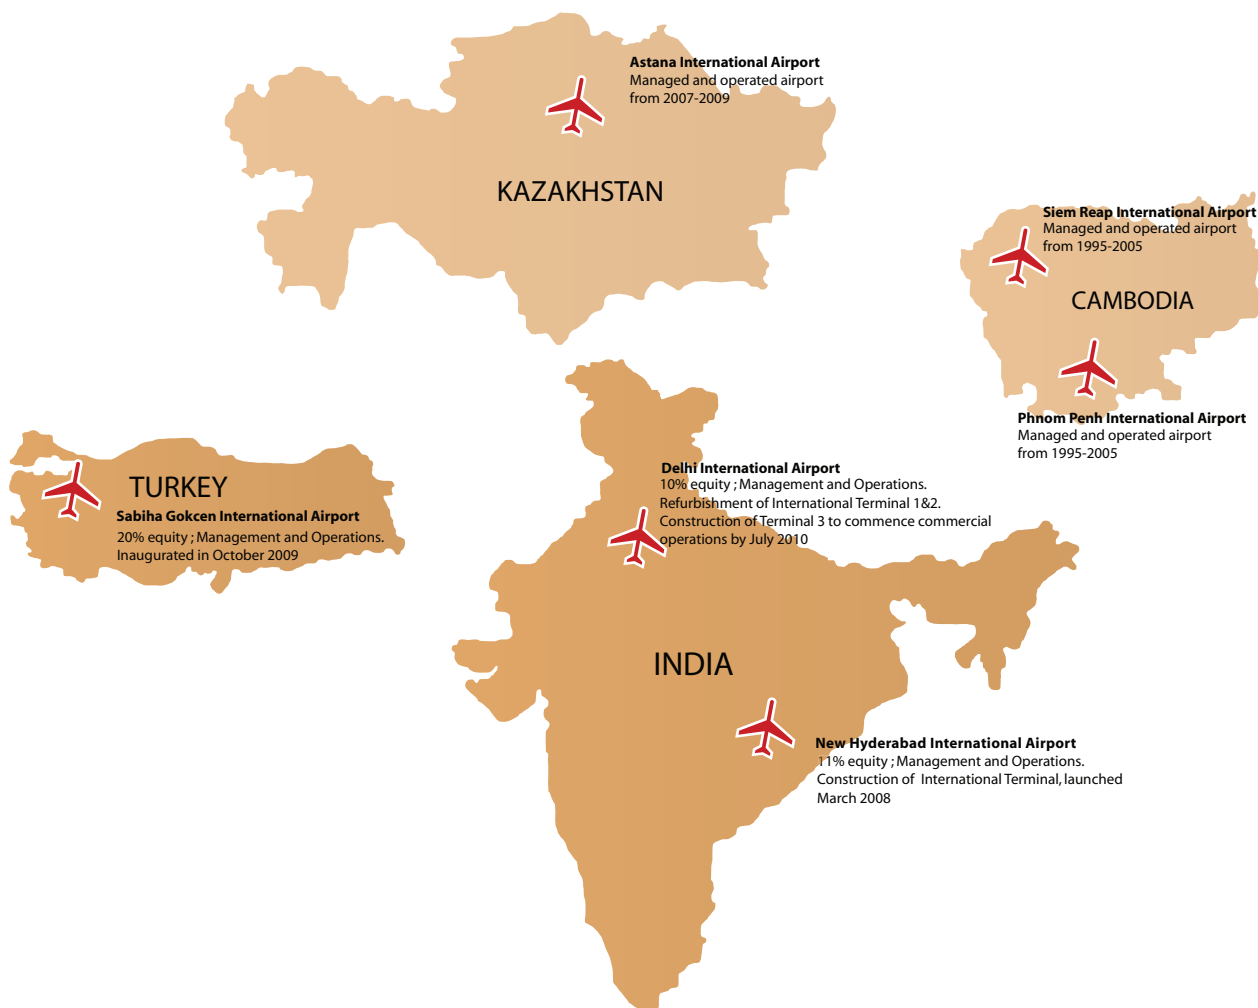 Astana International Airport
Managed and operated airport
from 2007-2009
KAZAKHSTAN
Siem Reap International Airport
Managed and operated airport
from 1995-2005
CAMBODIA
Phnom Penh International Airport
Managed and operated airport
from 1995-2005
TURKEY
Sabiha Gokcen International Airport
20% equity ; Management and Operations.
Inaugurated in October 2009
Delhi International Airport
10% equity ; Management and Operations.
Refurbishment of International Terminal 1&2.
Construction of Terminal 3 to commence commercial
operations by July 2010
INDIA
New Hyderabad International Airport
11% equity ; Management and Operations.
Construction of International Terminal, launched
March 2008